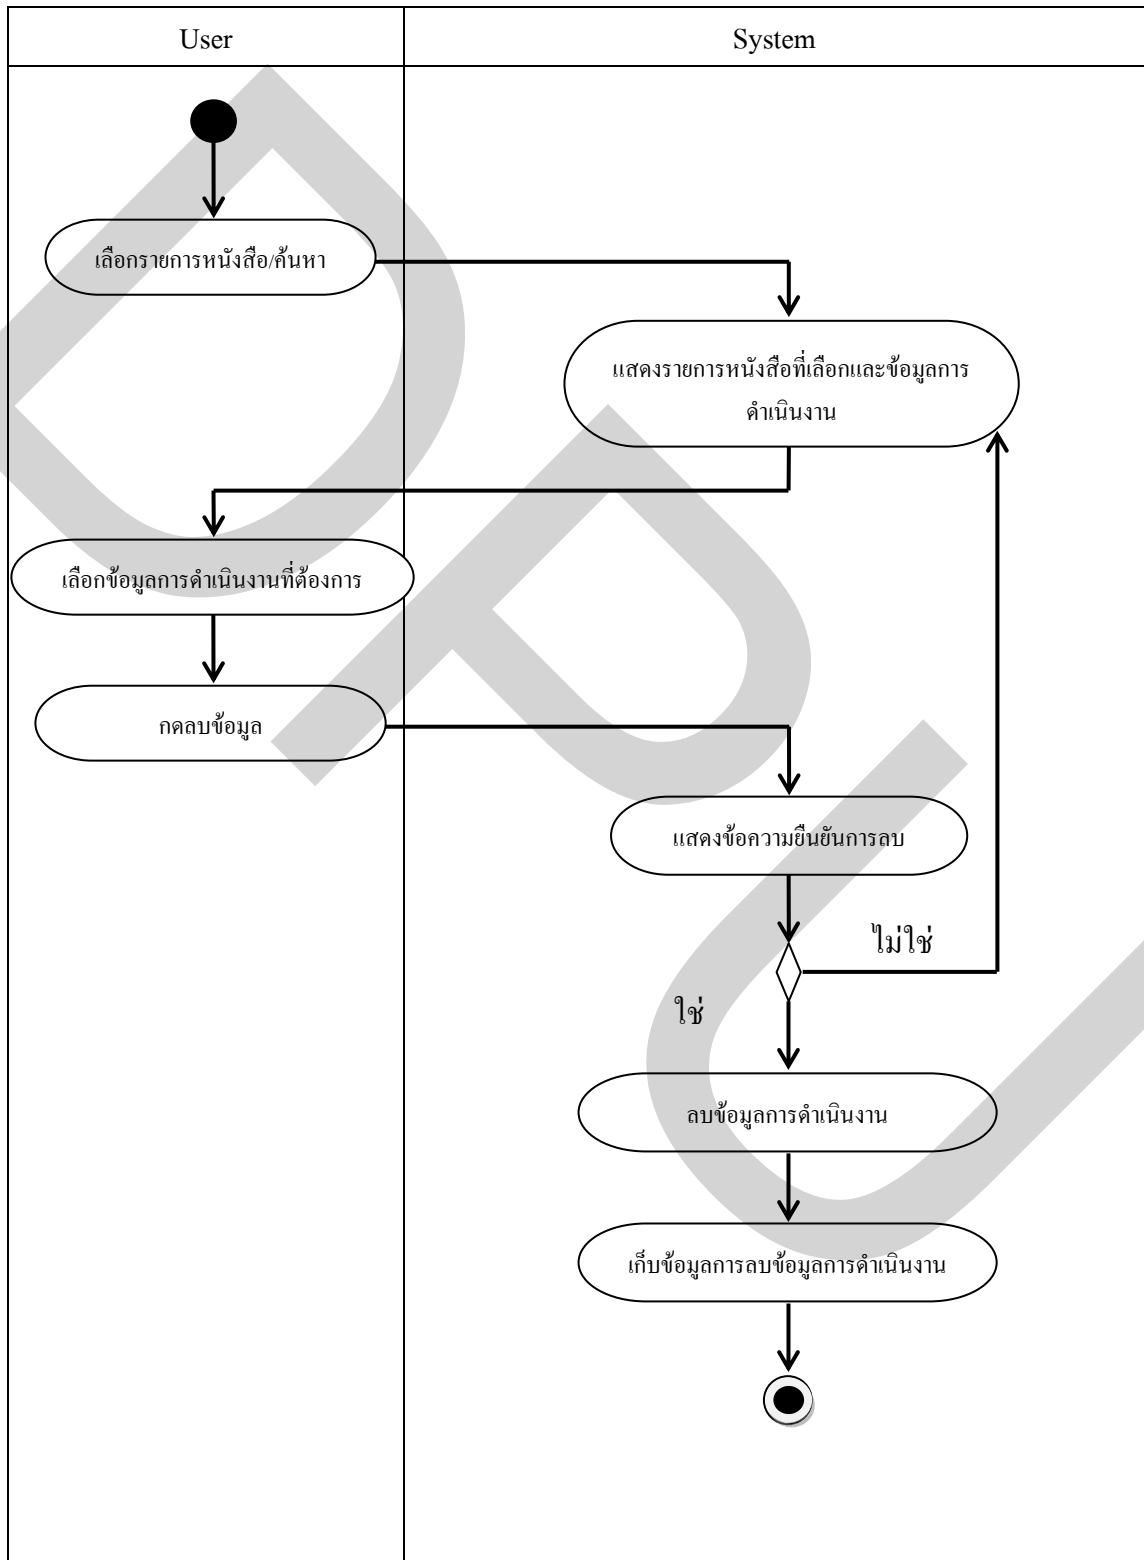 User
System
เลือกรายการหนังสือ/ค้นหา
แสดงรายการหนังสือที่เลือกและข้อมูลการ
ดำเนินงาน
เลือกข้อมูลการดำเนินงานที่ต้องการ
กดลบข้อมูล
แสดงข้อความยืนยันการลบ
ไม่ใช่
ใช่
ลบข้อมูลการดำเนินงาน
เก็บข้อมูลการลบข้อมูลการดำเนินงาน
DPU